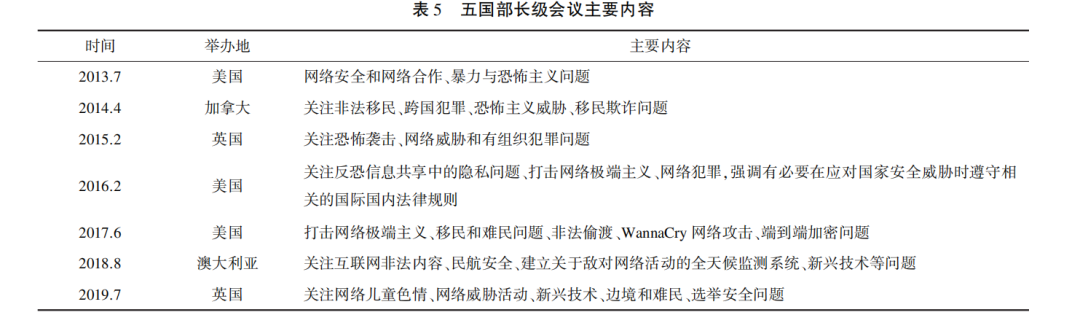 表 5 五国部长级会议主要内容
时间 举办地 主要内容
2013.7 美国 网络安全和网络合作、暴力与恐怖主义问题
2014.4 加拿大 关注非法移民、跨国犯罪、恐怖主义威胁、移民欺诈问题
2015.2 英国 关注恐怖袭击、网络威胁和有组织犯罪问题
2016.2 美国 关注反恐信息共享中的隐私问题、打击网络极端主义、网络犯罪，强调有必要在应对国家安全威胁时遵守相
关的国际国内法律规则
2017.6 美国 打击网络极端主义、移民和难民问题、非法偷渡、WannaCry 网络攻击、端到端加密问题
2018.8 澳大利亚 关注互联网非法内容、民航安全、建立关于敌对网络活动的全天候监测系统、新兴技术等问题
2019.7 英国 关注网络儿童色情、网络威胁活动、新兴技术、边境和难民、选举安全问题